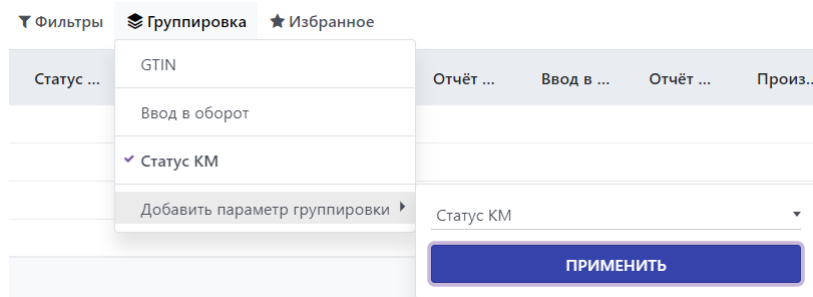 Фильтры Группировка Избранное
GTIN
Статус ... Отчёт ... Ввод в ... Отчёт ... Произ..
Ввод в оборот
Статус КМ
Добавить параметр группировки
Статус КМ
ПРИМЕНИТЬ